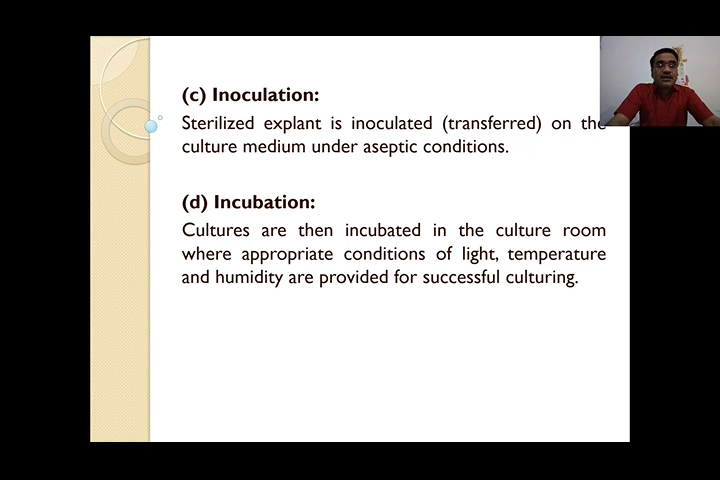 (c) Inoculation:
Sterilized explant is inoculated (transferred) on the
culture medium under aseptic conditions.
(d) Incubation:
Cultures are then incubated in the culture room
where appropriate conditions of light, temperature
and humidity are provided for successful culturing.